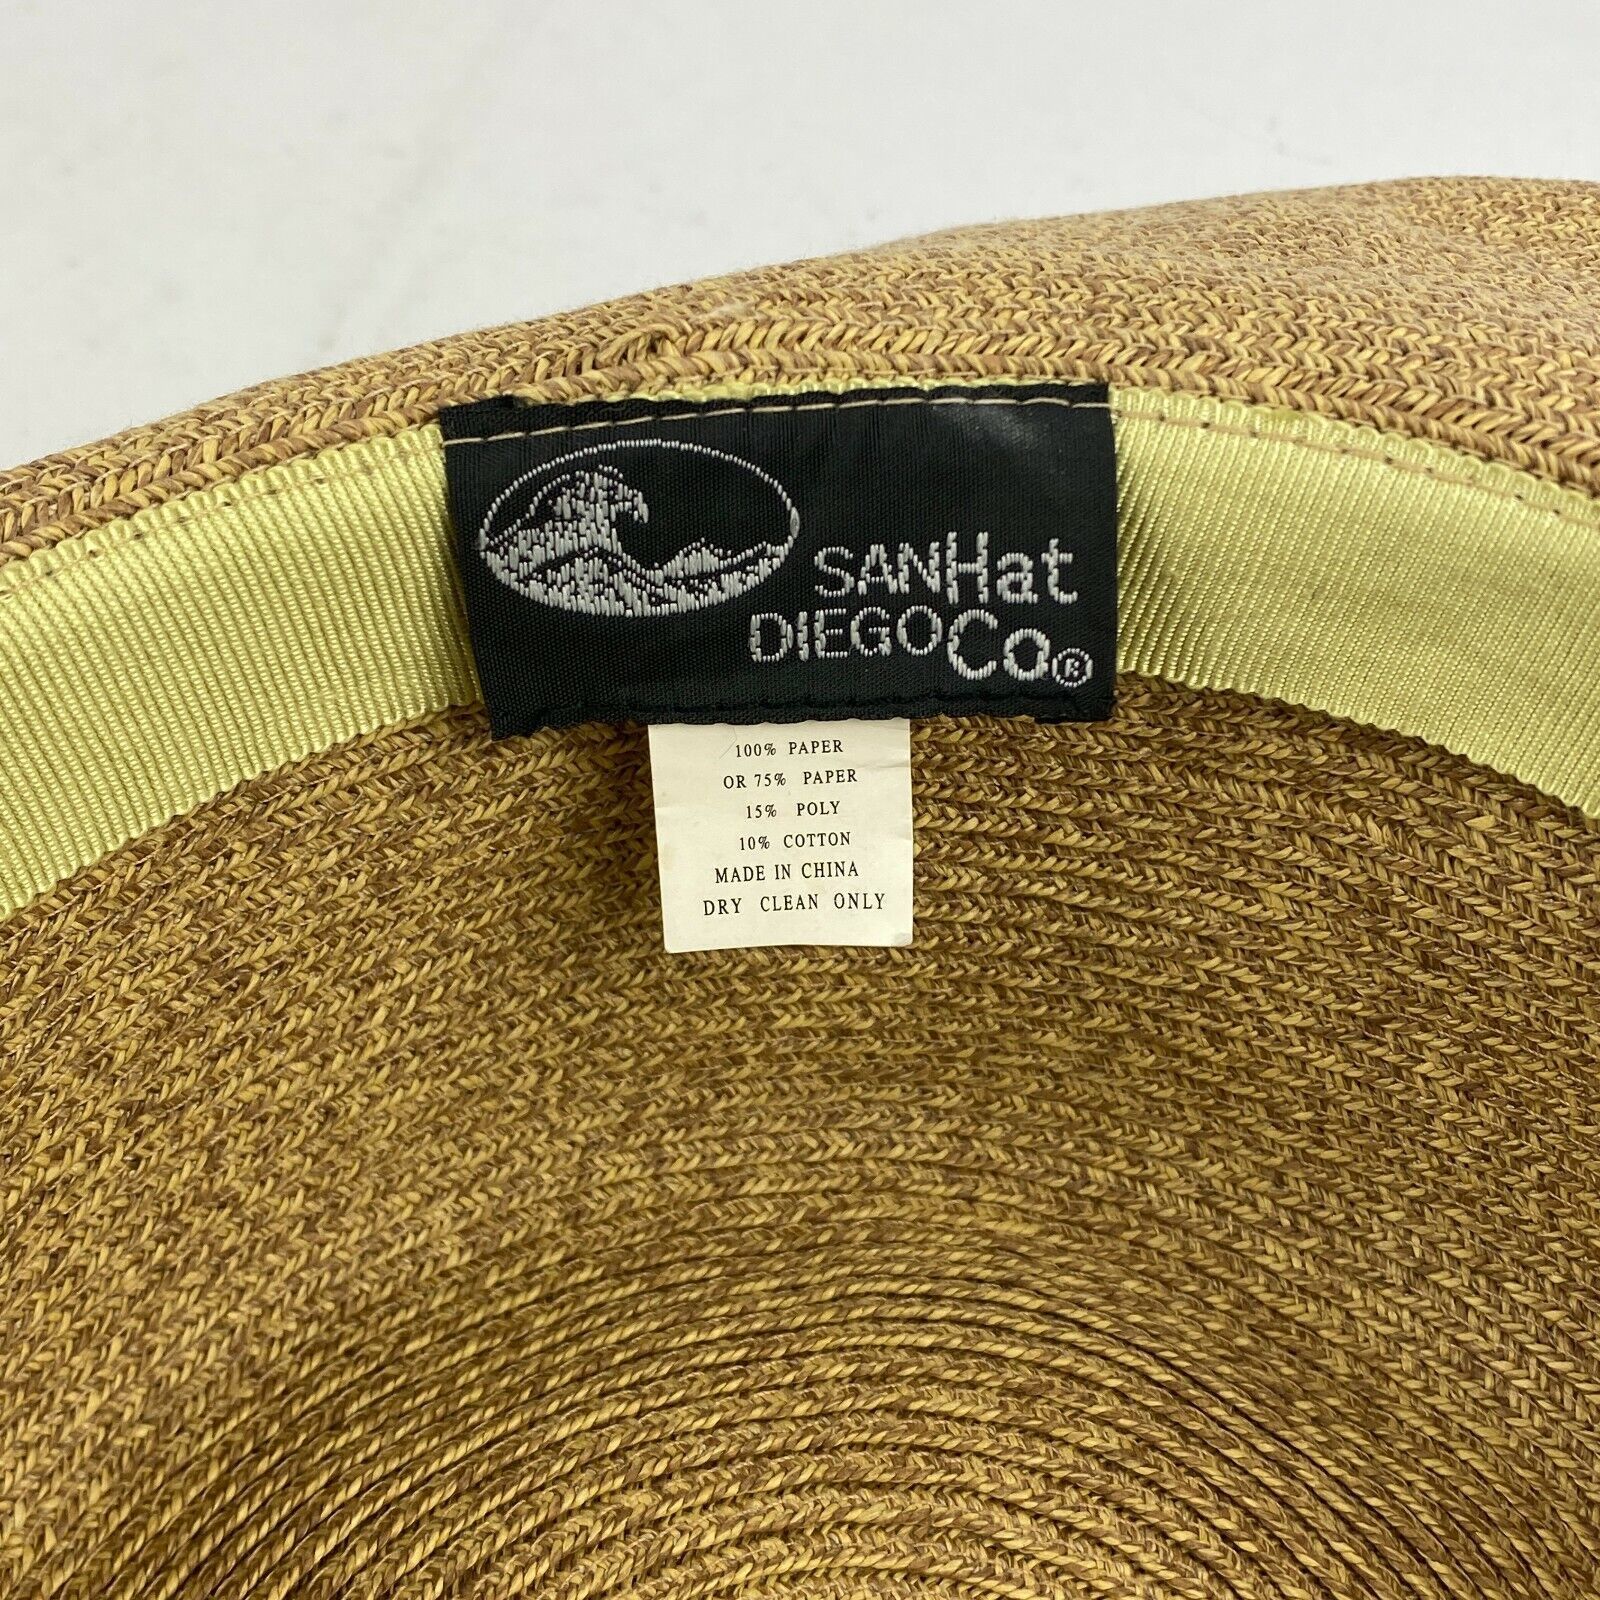 SANHat
DIEGOCo®
100% PAPER
OR 75% PAPER
15% POLY
10% COTTON
MADE IN CHINA
DRY CLEAN ONLY